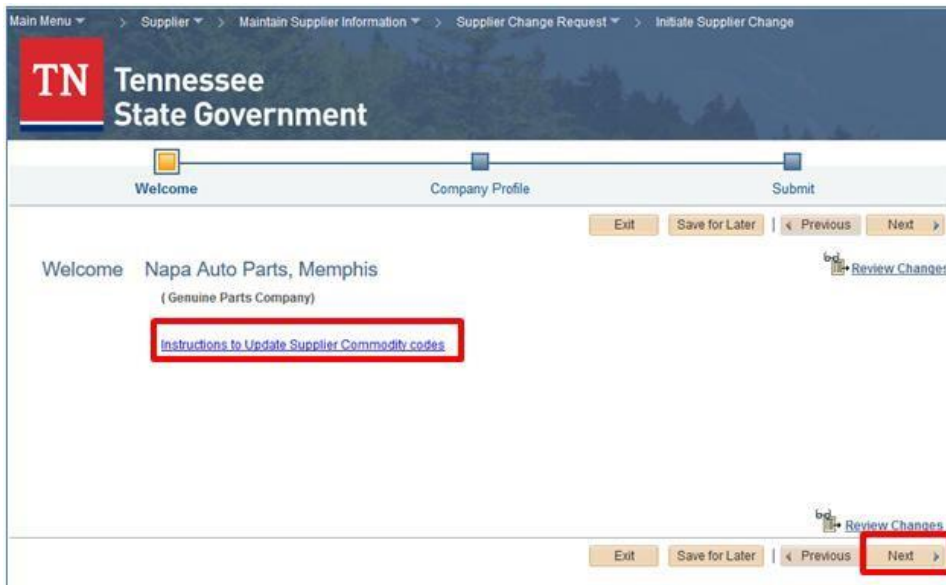 Main Menu > Supplier > Maintain Supplier Information > Supplier Change Request > Initiate Supplier Change
TN Tennessee
State Government
Welcome Company Profile Submit
Exit Save for Later | Previous Next
Welcome Napa Auto Parts, Memphis Review Changes
( Genuine Parts Company)
Instructions to Update Supplier Commodity codes
Review Changes
Exit Save for Later | Previous Next